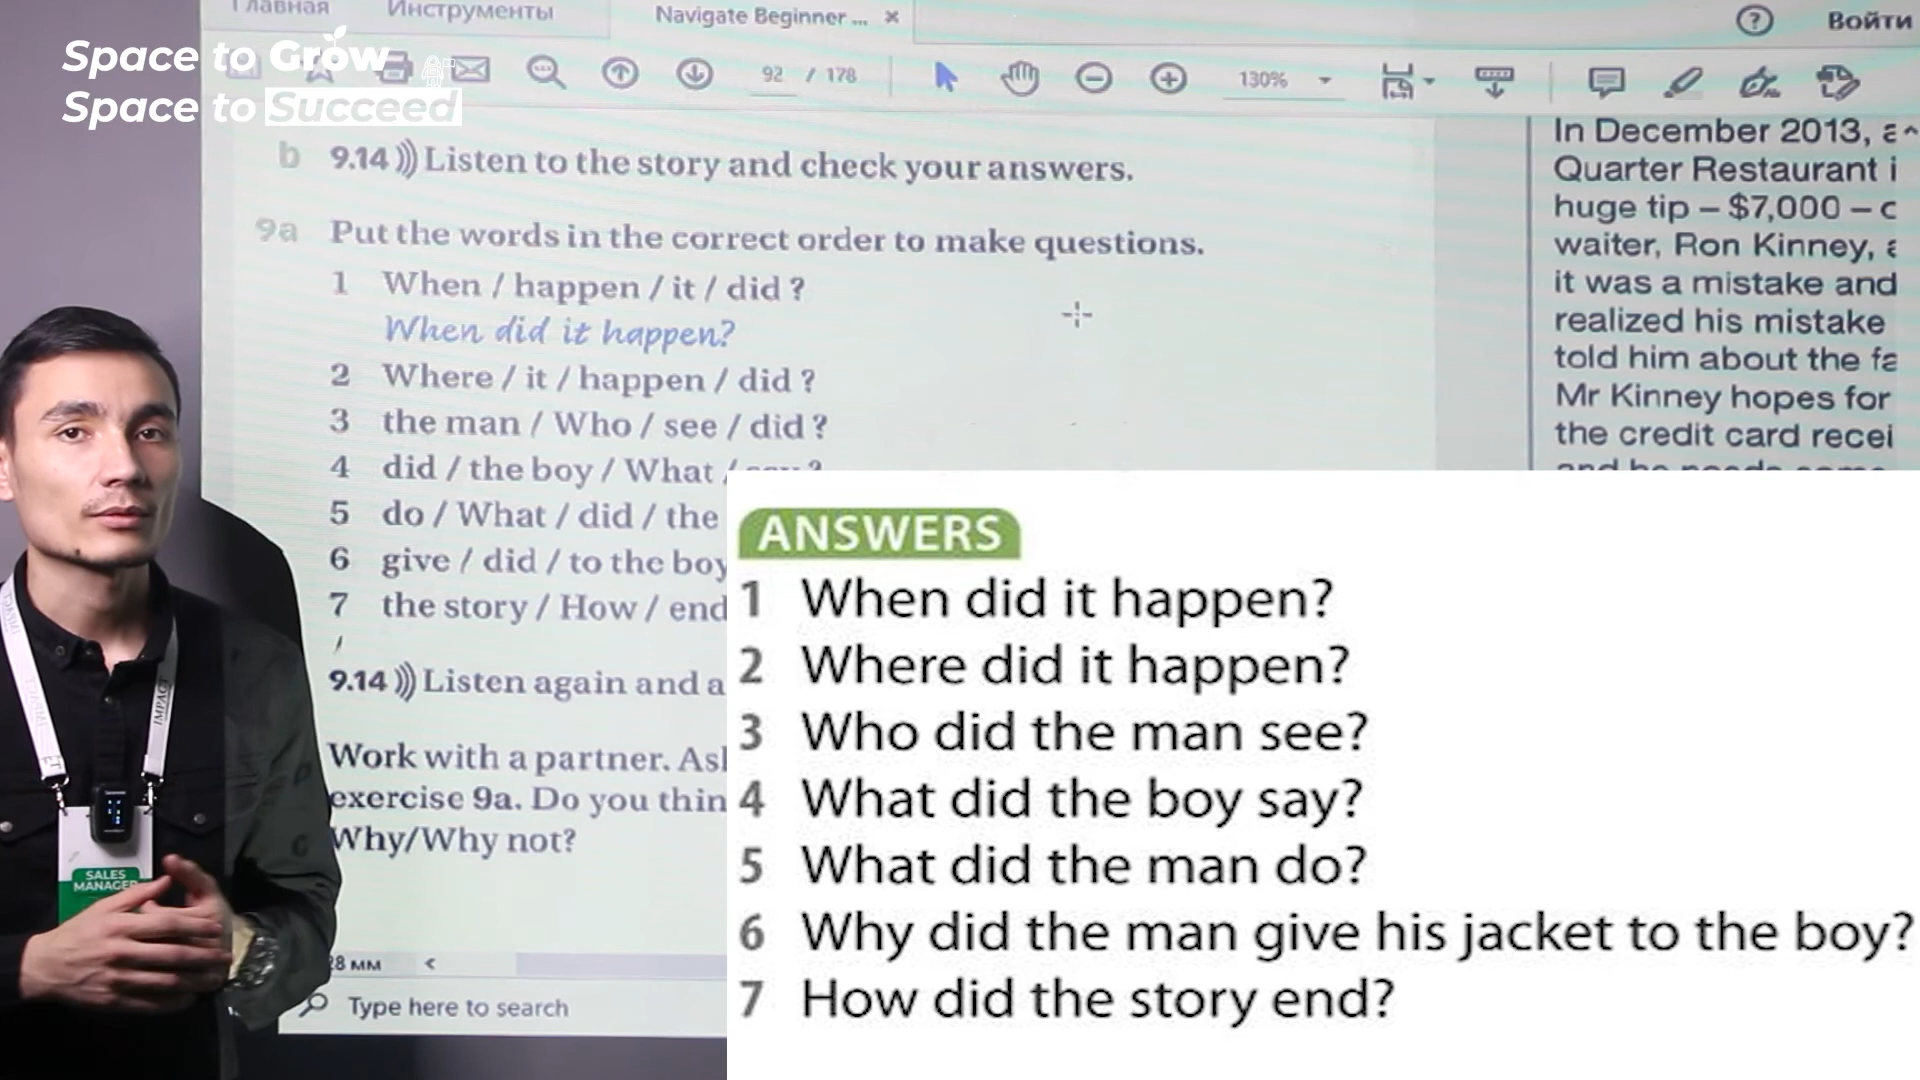 Главная Инструменты Navigate Beginner ... × ? Войти
Space to Grow
Space to Succeed
92 / 178 130%
b 9.14 Listen to the story and check your answers.
9a Put the words in the correct order to make questions.
1 When / happen / it / did ?
When did it happen?
2 Where / it / happen / did ?
3 the man / Who / see / did ?
4 did / the boy / What /
5 do / What / did / the
6 give / did / to the boy
7 the story / How / end
9.14 Listen again and a
Work with a partner. Ask
exercise 9a. Do you thin
Why/Why not?
Type here to search
In December 2013, a
Quarter Restaurant i
huge tip – $7,000 –
waiter, Ron Kinney,
it was a mistake and
realized his mistake
told him about the fa
Mr Kinney hopes for
the credit card recei
ANSWERS
1 When did it happen?
2 Where did it happen?
3 Who did the man see?
4 What did the boy say?
5 What did the man do?
6 Why did the man give his jacket to the boy?
7 How did the story end?
IMPACT
SALES
MANAGER